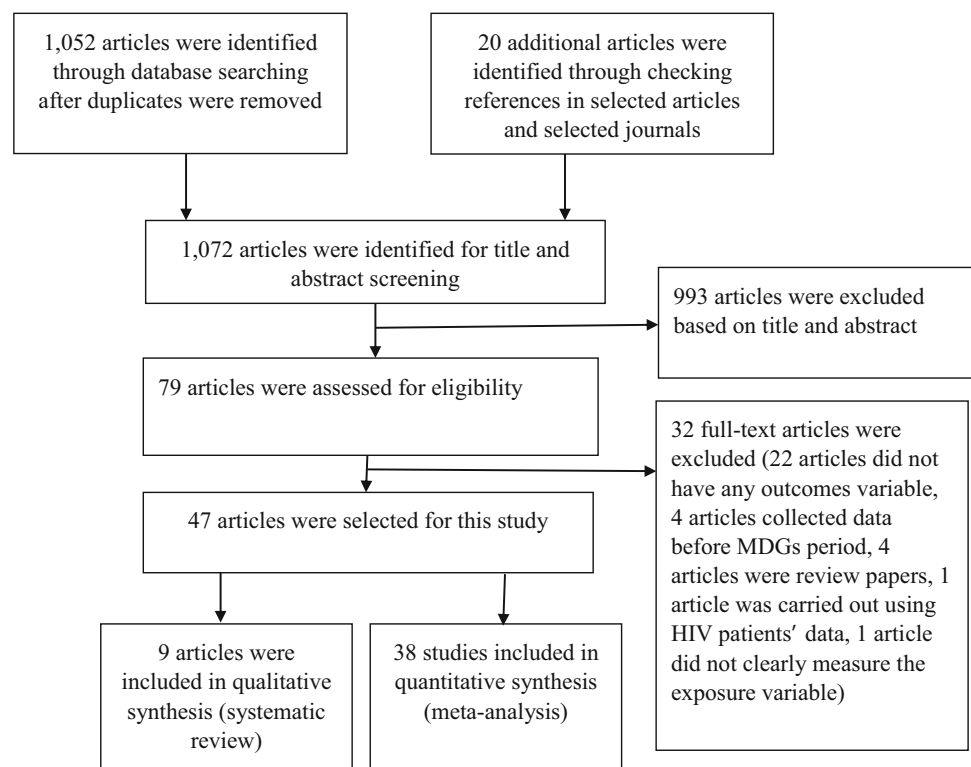 1,052 articles were identified
through database searching
after duplicates were removed
20 additional articles were
identified through checking
references in selected articles
and selected journals
1,072 articles were identified for title and
abstract screening
993 articles were excluded
based on title and abstract
79 articles were assessed for eligibility
32 full-text articles were
excluded (22 articles did not
have any outcomes variable,
4 articles collected data
before MDGs period, 4
articles were review papers, 1
article was carried out using
HIV patients′ data, 1 article
did not clearly measure the
exposure variable)
47 articles were selected for this study
9 articles were
included in qualitative
synthesis (systematic
review)
38 studies included in
quantitative synthesis
(meta-analysis)